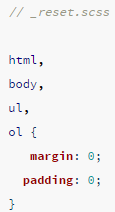 // _reset.scss
html,
body,
ul,
ol {
margin: 0;
padding: 0;
}